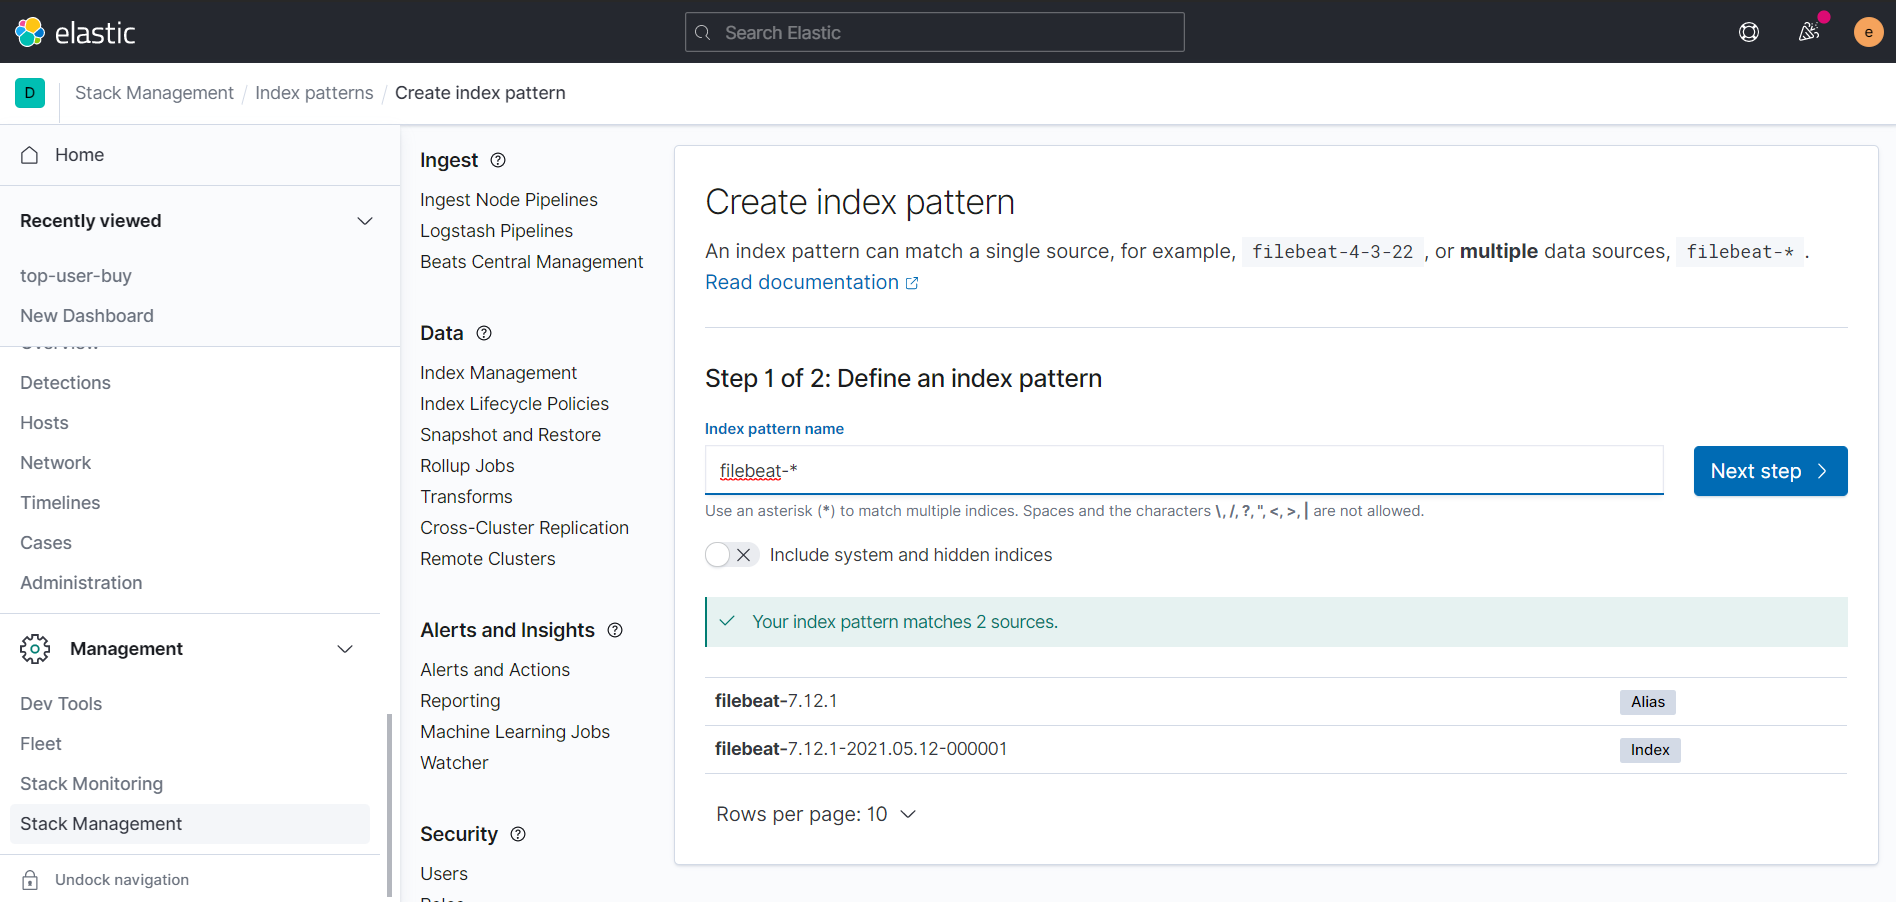 elastic
Search Elastic
e
D
Stack Management / Index patterns / Create index pattern
Home
Recently viewed
top-user-buy
New Dashboard
Overview
Detections
Hosts
Network
Timelines
Cases
Administration
Management
Dev Tools
Fleet
Stack Monitoring
Stack Management
Undock navigation
Ingest
Ingest Node Pipelines
Logstash Pipelines
Beats Central Management
Data
Index Management
Index Lifecycle Policies
Snapshot and Restore
Rollup Jobs
Transforms
Cross-Cluster Replication
Remote Clusters
Alerts and Insights
Alerts and Actions
Reporting
Machine Learning Jobs
Watcher
Security
Users
Create index pattern
An index pattern can match a single source, for example, filebeat-4-3-22 , or multiple data sources, filebeat-* .
Read documentation
Step 1 of 2: Define an index pattern
Index pattern name
filebeat-*
Next step
Use an asterisk (*) to match multiple indices. Spaces and the characters \, /, ?, ", <, >, | are not allowed.
Include system and hidden indices
Your index pattern matches 2 sources.
filebeat-7.12.1 Alias
filebeat-7.12.1-2021.05.12-000001 Index
Rows per page: 10